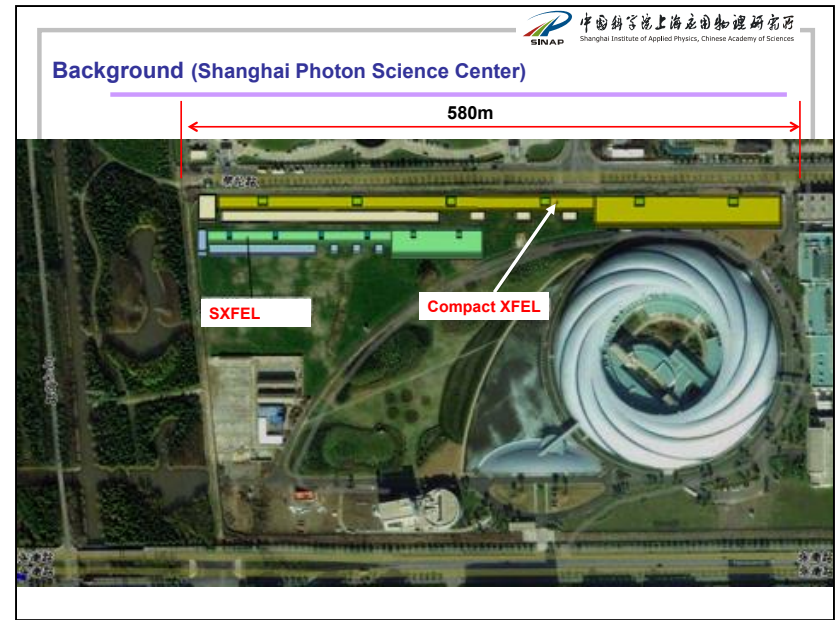 中国科学院上海应用物理研究所
SINAP
Shanghai Institute of Applied Physics, Chinese Academy of Sciences
Background (Shanghai Photon Science Center)
580m
SXFEL
Compact XFEL